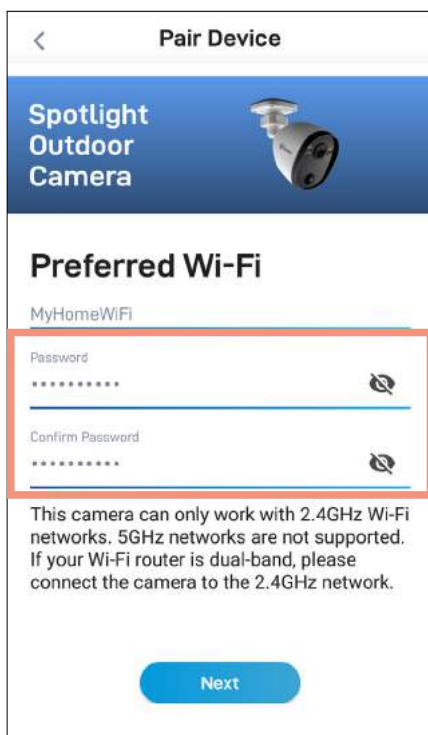 Pair Device
Spotlight
Outdoor
Camera
Preferred Wi-Fi
MyHomeWiFi
Password
••••••••••
Confirm Password
••••••••••
This camera can only work with 2.4GHz Wi-Fi
networks. 5GHz networks are not supported.
If your Wi-Fi router is dual-band, please
connect the camera to the 2.4GHz network.
Next